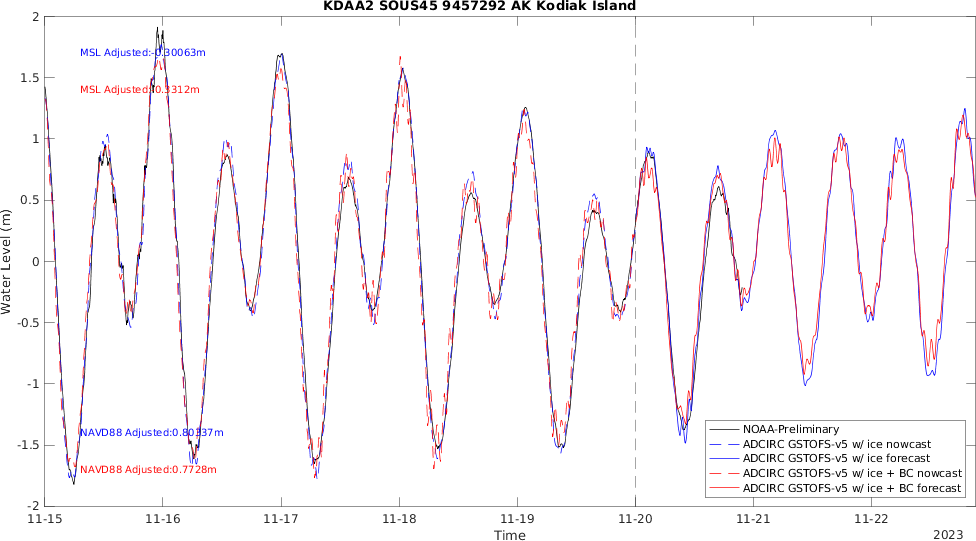 KDAA2 SOUS45 9457292 AK Kodiak Island
2
1.5
1
0.5
0
-0.5
-1
-1.5
-2
Water Level (m)
MSL Adjusted:-0.30063m
MSL Adjusted:-0.3312m
NAVD88 Adjusted:0.80337m
NAVD88 Adjusted:0.7728m
NOAA-Preliminary
ADCIRC GSTOFS-v5 w/ ice nowcast
ADCIRC GSTOFS-v5 w/ ice forecast
ADCIRC GSTOFS-v5 w/ ice + BC nowcast
ADCIRC GSTOFS-v5 w/ ice + BC forecast
11-15 11-16 11-17 11-18 11-19 11-20 11-21 11-22
Time
2023